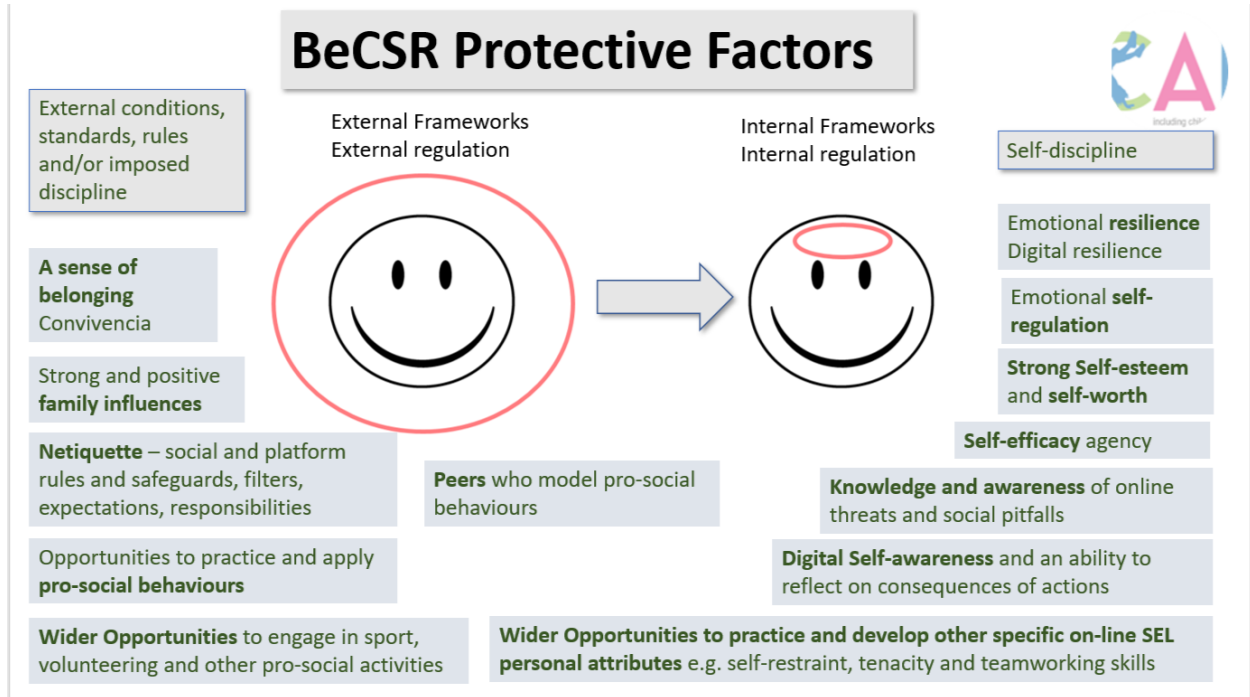 BeCSR Protective Factors
CA
including chi
External conditions,
standards, rules
and/or imposed
discipline
External Frameworks
External regulation
Internal Frameworks
Internal regulation
Self-discipline
A sense of
belonging
Convivencia
Strong and positive
family influences
Netiquette – social and platform
rules and safeguards, filters,
expectations, responsibilities
Opportunities to practice and apply
pro-social behaviours
Wider Opportunities to engage in sport,
volunteering and other pro-social activities
Peers who model pro-social
behaviours
Emotional resilience
Digital resilience
Emotional self-
regulation
Strong Self-esteem
and self-worth
Self-efficacy agency
Knowledge and awareness of online
threats and social pitfalls
Digital Self-awareness and an ability to
reflect on consequences of actions
Wider Opportunities to practice and develop other specific on-line SEL
personal attributes e.g. self-restraint, tenacity and teamworking skills